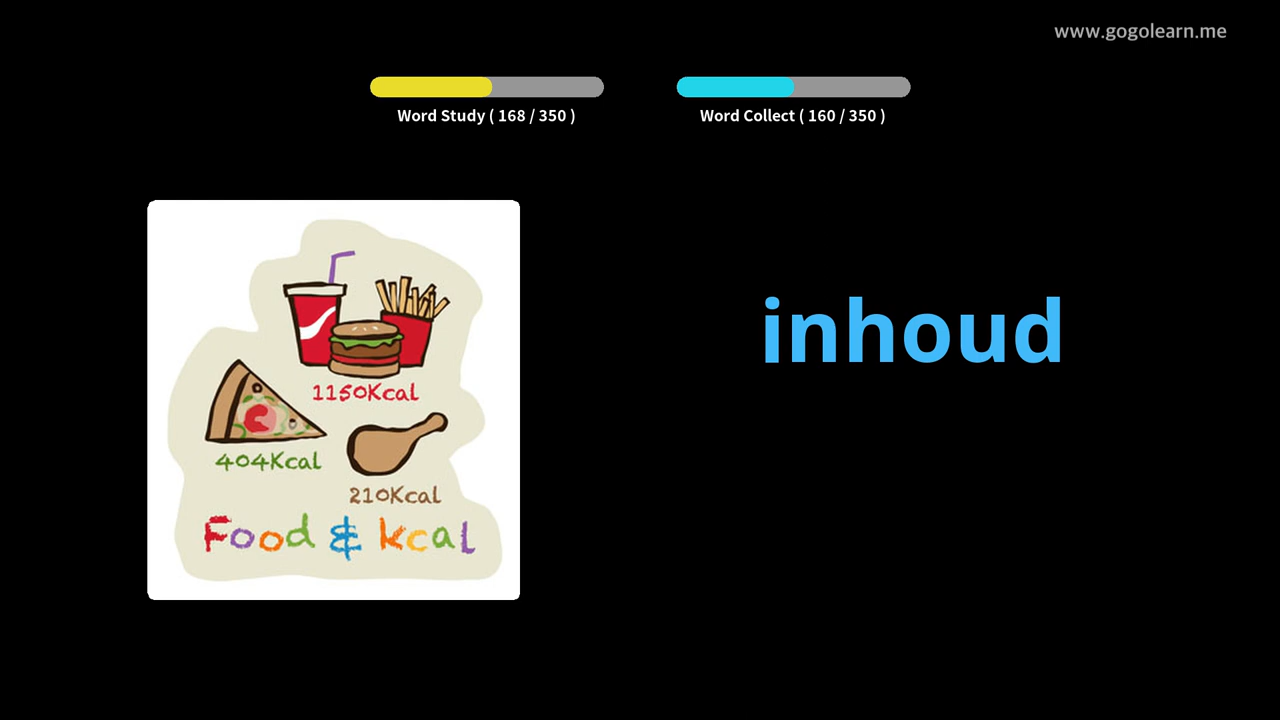 www.gogolearn.me
Word Study ( 168 / 350 )
Word Collect ( 160 / 350 )
inhoud
1150Kcal
404Kcal
210Kcal
Food & kcal